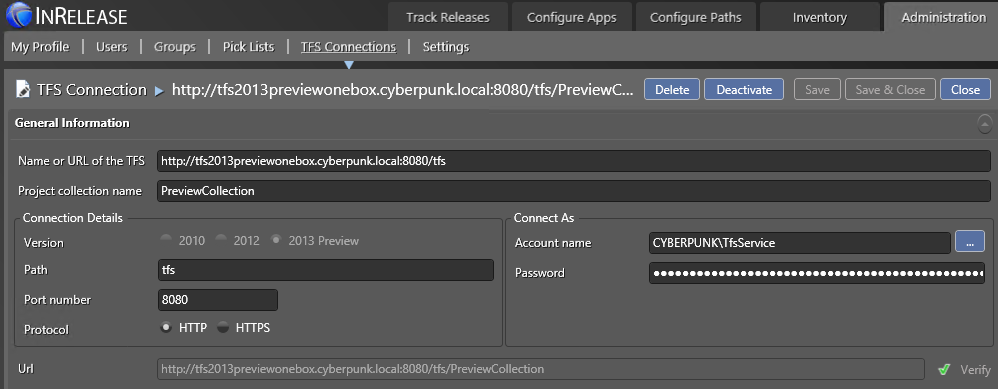 INRELEASE Track Releases Configure Apps Configure Paths Inventory Administration
My Profile | Users | Groups | Pick Lists | TFS Connections | Settings
TFS Connection ▸ http://tfs2013previewonebox.cyberpunk.local:8080/tfs/PreviewC... Delete Deactivate Save Save & Close Close
General Information
Name or URL of the TFS http://tfs2013previewonebox.cyberpunk.local:8080/tfs
Project collection name PreviewCollection
Connection Details Connect As
Version 2010 2012 2013 Preview Account name CYBERPUNK\TfsService ...
Path tfs Password
Port number 8080
Protocol HTTP HTTPS
Url http://tfs2013previewonebox.cyberpunk.local:8080/tfs/PreviewCollection Verify